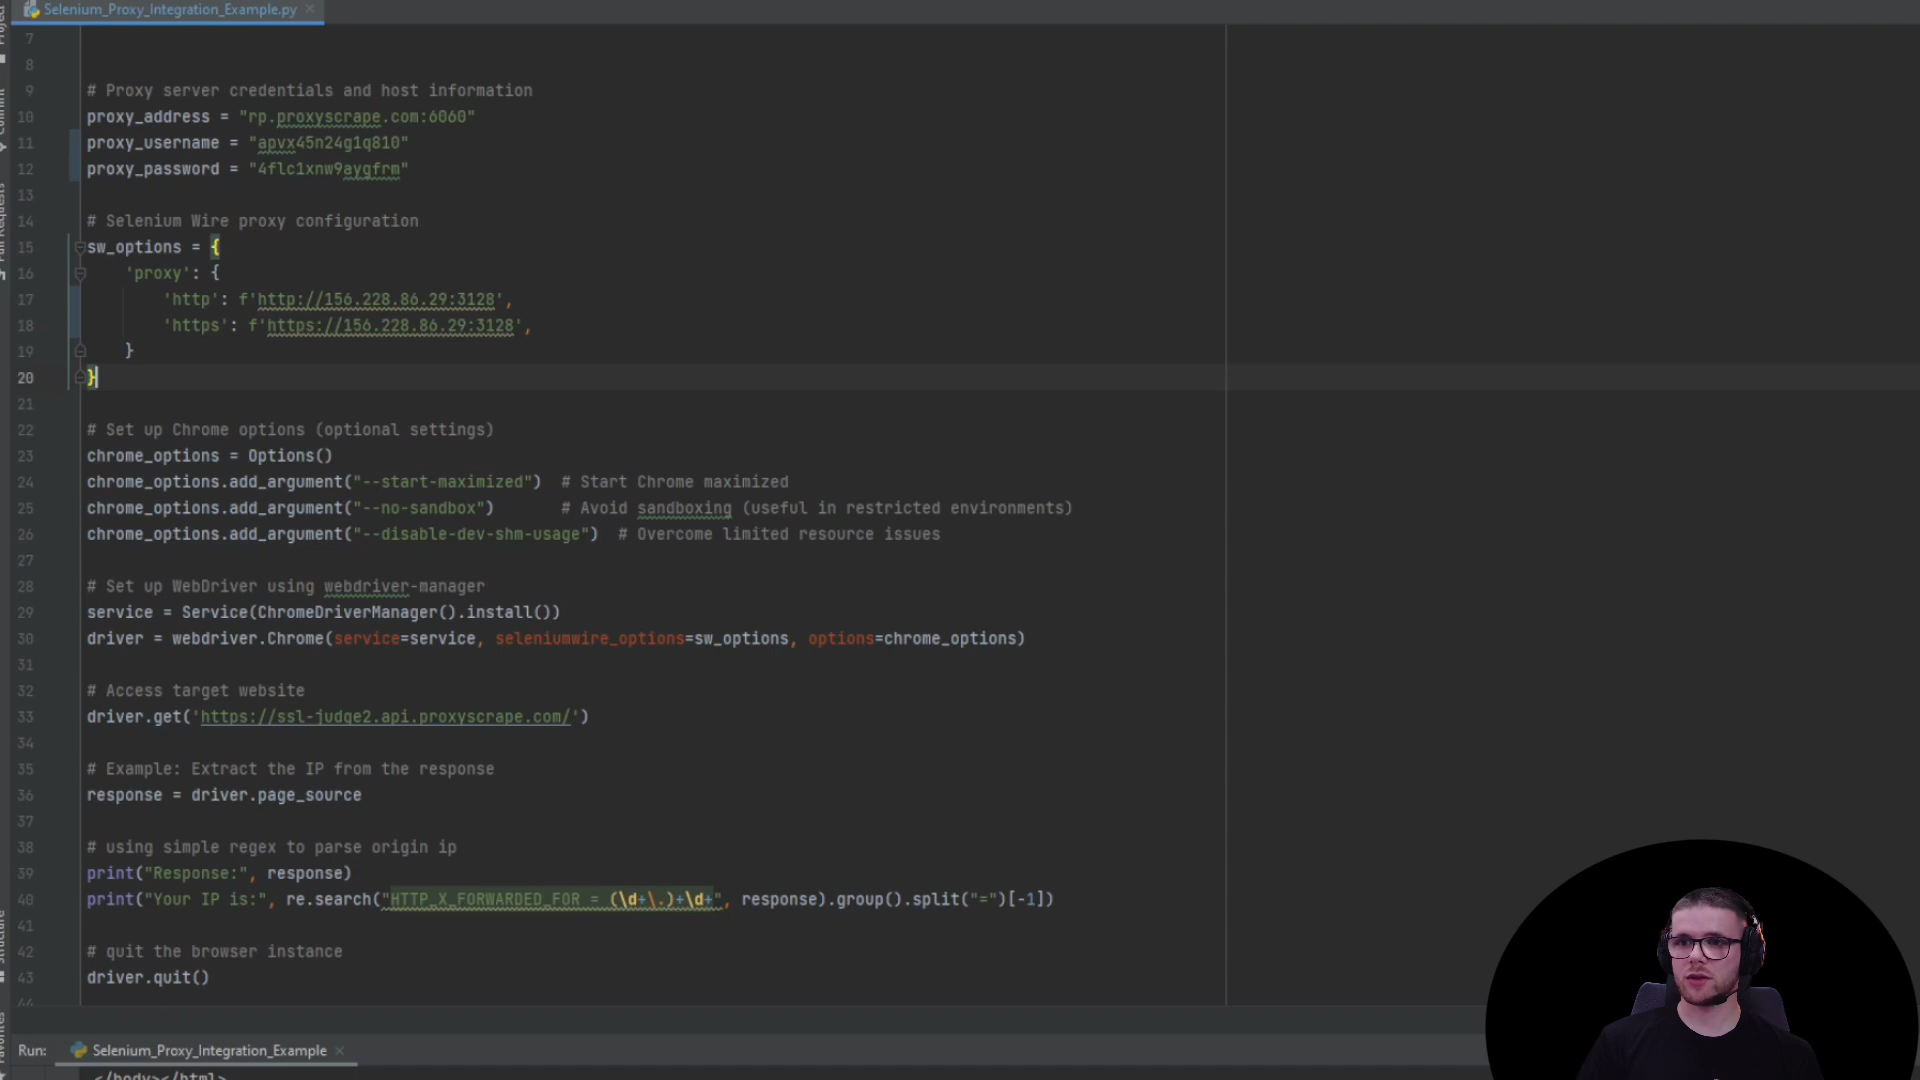 Selenium_Proxy_Integration_Example.py
7
8
9 # Proxy server credentials and host information
10 proxy_address = "rp.proxyscrape.com:6060"
11 proxy_username = "apvx45n24g1q810"
12 proxy_password = "4flc1xnw9aygfrm"
13
14 # Selenium Wire proxy configuration
15 sw_options = {
16 'proxy': {
17 'http': f'http://156.228.86.29:3128',
18 'https': f'https://156.228.86.29:3128',
19 }
20 }
21
22 # Set up Chrome options (optional settings)
23 chrome_options = Options()
24 chrome_options.add_argument("--start-maximized") # Start Chrome maximized
25 chrome_options.add_argument("--no-sandbox") # Avoid sandboxing (useful in restricted environments)
26 chrome_options.add_argument("--disable-dev-shm-usage") # Overcome limited resource issues
27
28 # Set up WebDriver using webdriver-manager
29 service = Service(ChromeDriverManager().install())
30 driver = webdriver.Chrome(service=service, seleniumwire_options=sw_options, options=chrome_options)
31
32 # Access target website
33 driver.get('https://ssl-judge2.api.proxyscrape.com/')
34
35 # Example: Extract the IP from the response
36 response = driver.page_source
37
38 # using simple regex to parse origin ip
39 print("Response:", response)
40 print("Your IP is:", re.search("HTTP_X_FORWARDED_FOR = (\d+\.)+\d+", response).group().split("=")[-1])
41
42 # quit the browser instance
43 driver.quit()
44
Run: Selenium_Proxy_Integration_Example
</body></html>
Pull Requests
Structure